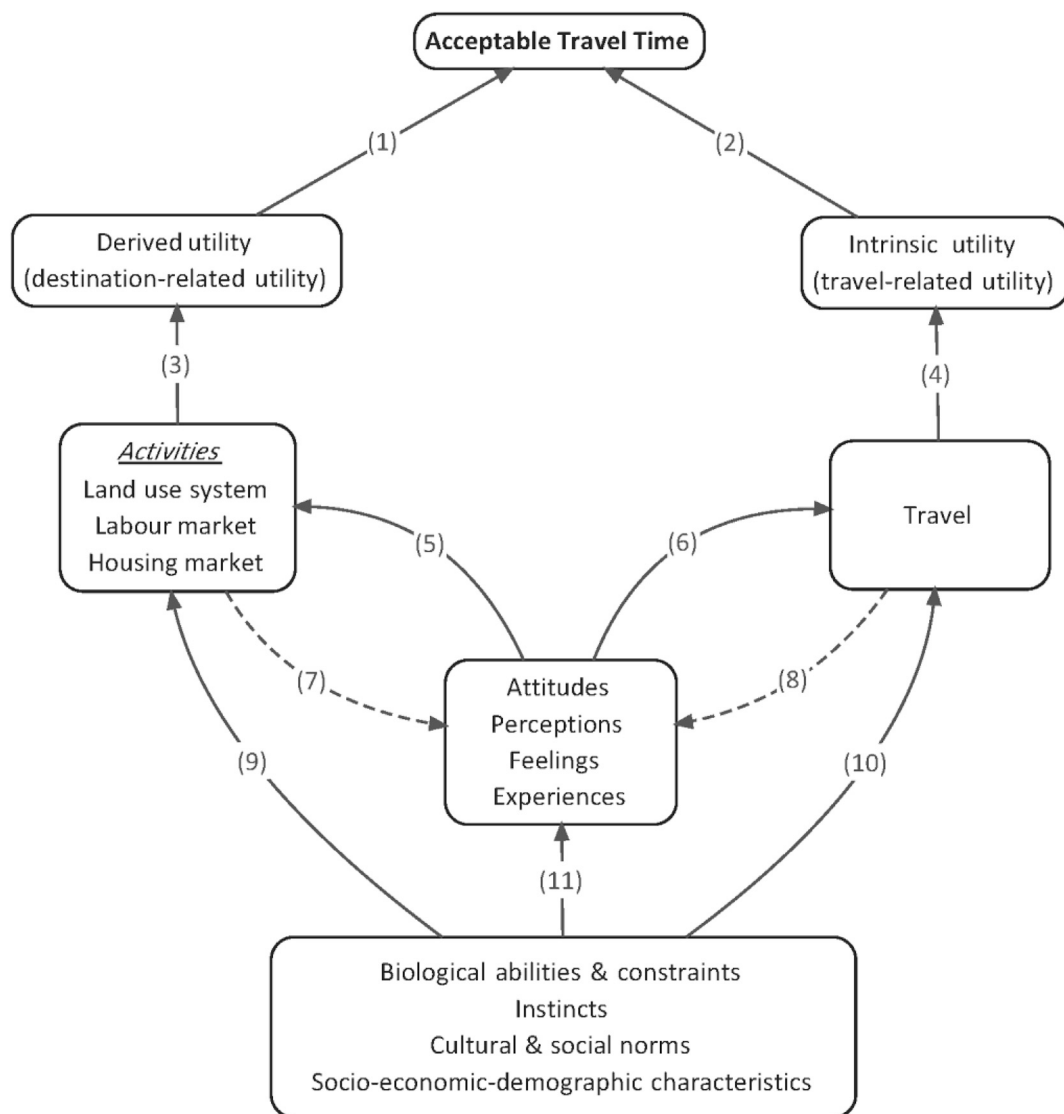 Acceptable Travel Time
(1)
(2)
Derived utility
(destination-related utility)
Intrinsic utility
(travel-related utility)
(3)
(4)
Activities
Land use system
Labour market
Housing market
Travel
(5)
(6)
(7)
(8)
Attitudes
Perceptions
Feelings
Experiences
(9)
(10)
(11)
Biological abilities & constraints
Instincts
Cultural & social norms
Socio-economic-demographic characteristics